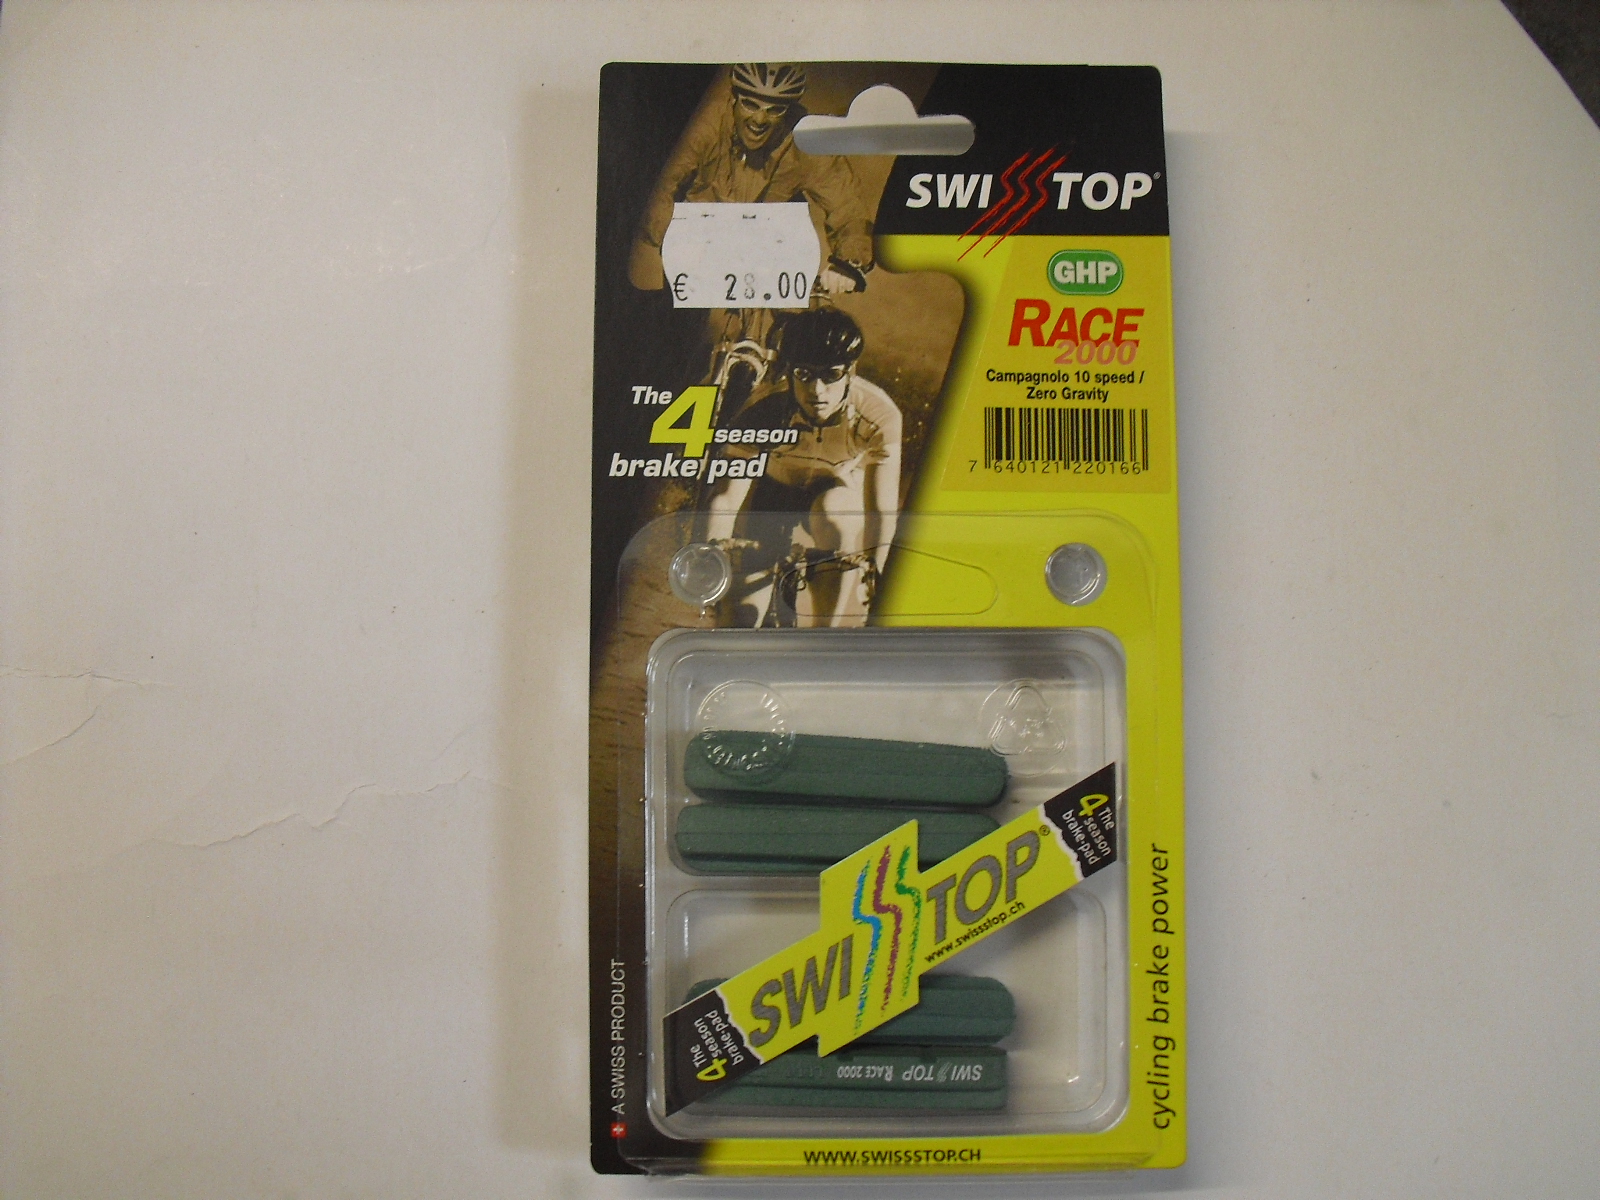 SWISSTOP®
€ 28.00
GHP
RACE
2000
Campagnolo 10 speed /
Zero Gravity
7 640121 220166
The
4 season
brake pad
The
4 season
brake-pad
SWISSTOP®
www.swissstop.ch
The
4 season
brake-pad
SWISSTOP RACE 2000
A SWISS PRODUCT
cycling brake power
WWW.SWISSSTOP.CH